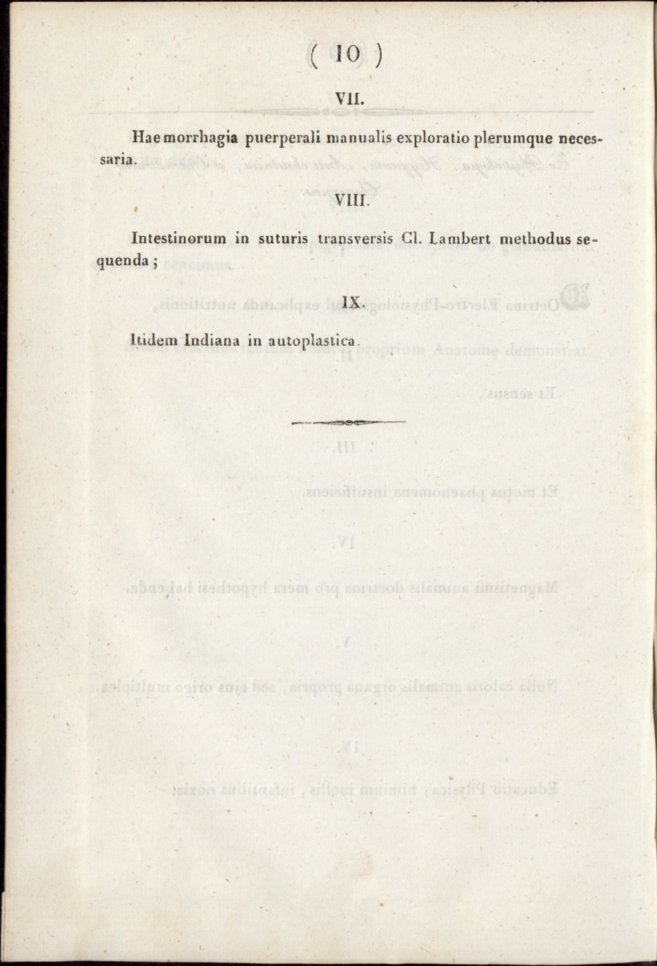 ( 10 )
VII.
Haemorrhagia puerperali manualis exploratio plerumque neces-
saria.
VIII.
Intestinorum in suturis transversis Cl. Lambert methodus se-
quenda ;
IX.
Itidem Indiana in autoplastica.